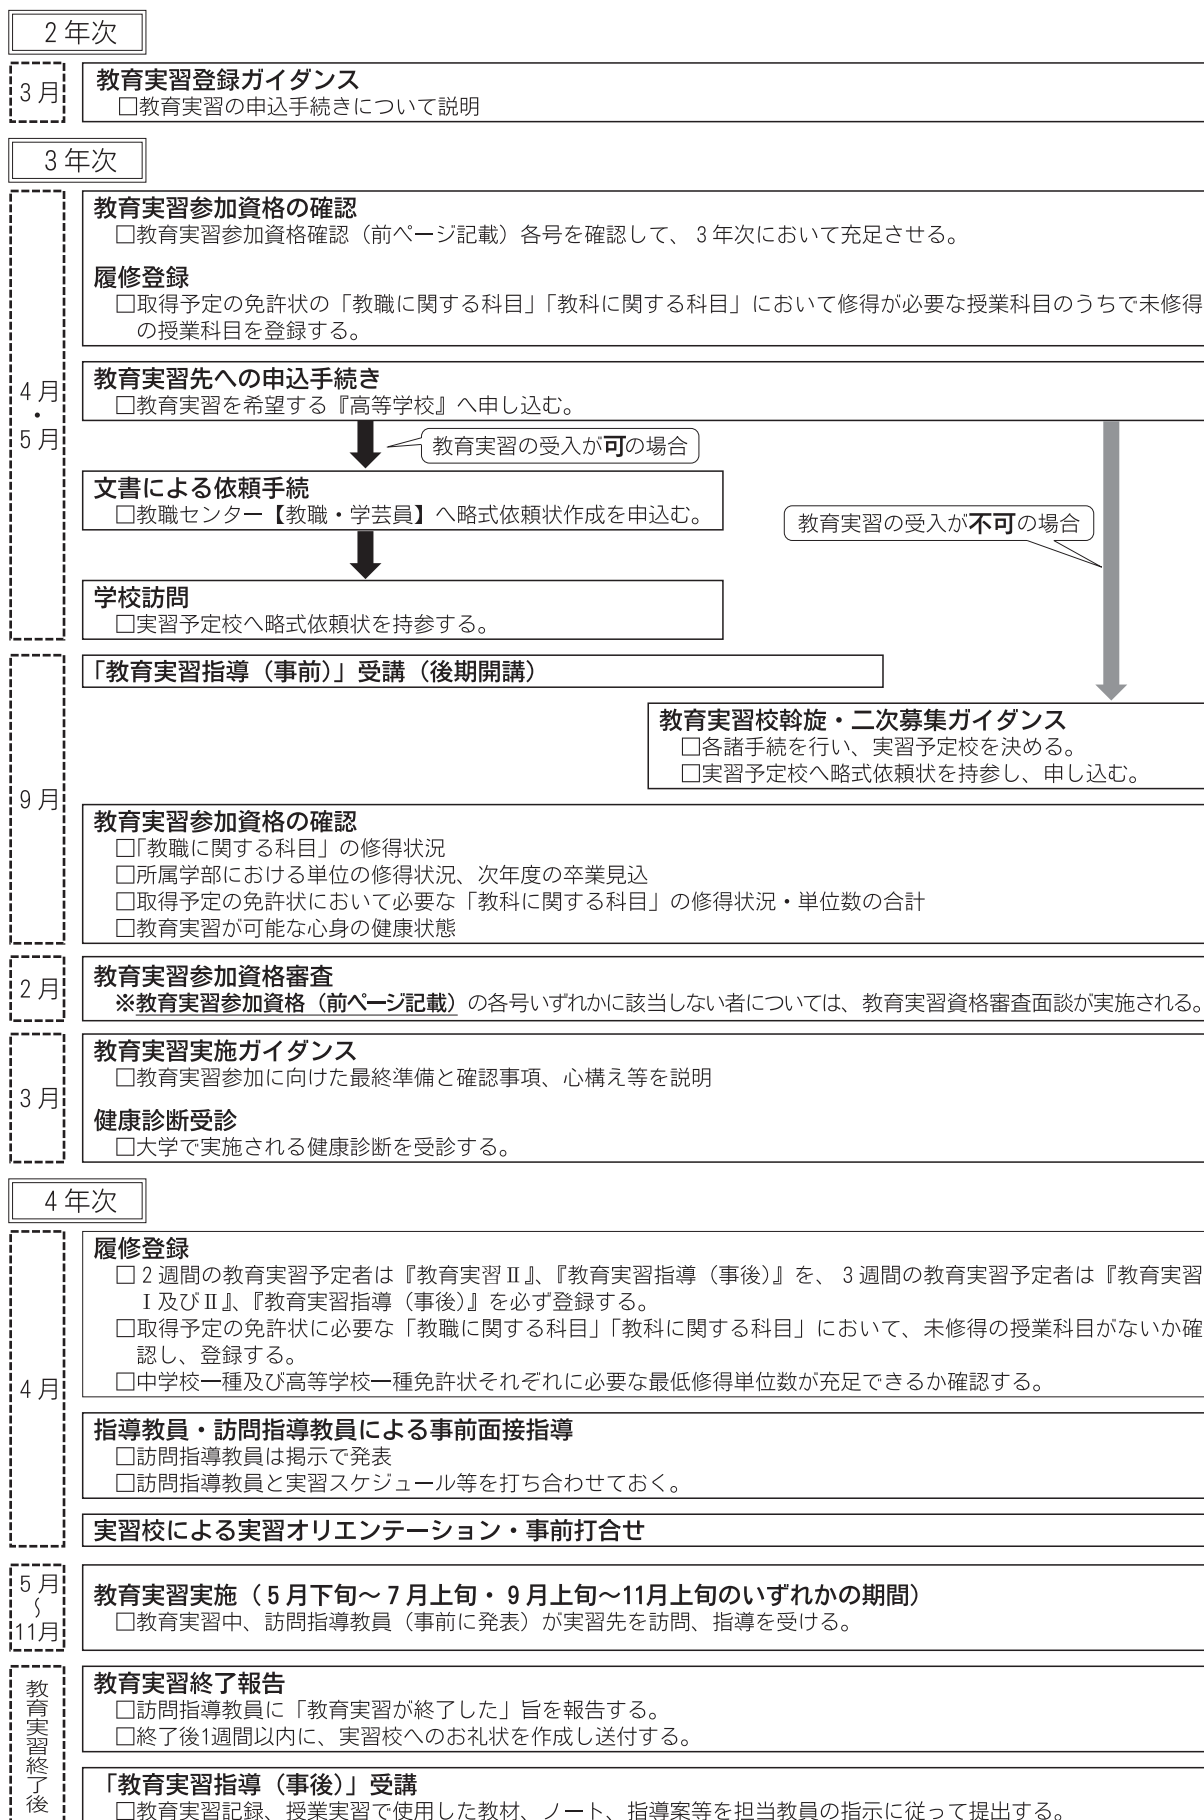 2年次
3月
教育実習登録ガイダンス
□教育実習の申込手続きについて説明
3年次
4月
・
5月
教育実習参加資格の確認
□教育実習参加資格確認（前ページ記載）各号を確認して、3年次において充足させる。
履修登録
□取得予定の免許状の「教職に関する科目」「教科に関する科目」において修得が必要な授業科目のうちで未修得
の授業科目を登録する。
教育実習先への申込手続き
□教育実習を希望する『高等学校』へ申し込む。
教育実習の受入が可の場合
文書による依頼手続
□教職センター【教職・学芸員】へ略式依頼状作成を申込む。
教育実習の受入が不可の場合
学校訪問
□実習予定校へ略式依頼状を持参する。
9月
「教育実習指導（事前）」受講（後期開講）
教育実習校斡旋・二次募集ガイダンス
□各諸手続を行い、実習予定校を決める。
□実習予定校へ略式依頼状を持参し、申し込む。
教育実習参加資格の確認
□「教職に関する科目」の修得状況
□所属学部における単位の修得状況、次年度の卒業見込
□取得予定の免許状において必要な「教科に関する科目」の修得状況・単位数の合計
□教育実習が可能な心身の健康状態
2月
教育実習参加資格審査
※教育実習参加資格（前ページ記載）の各号いずれかに該当しない者については、教育実習資格審査面談が実施される。
3月
教育実習実施ガイダンス
□教育実習参加に向けた最終準備と確認事項、心構え等を説明
健康診断受診
□大学で実施される健康診断を受診する。
4年次
4月
履修登録
□2週間の教育実習予定者は『教育実習Ⅱ』、『教育実習指導（事後）』を、3週間の教育実習予定者は『教育実習
Ⅰ及びⅡ』、『教育実習指導（事後）』を必ず登録する。
□取得予定の免許状に必要な「教職に関する科目」「教科に関する科目」において、未修得の授業科目がないか確
認し、登録する。
□中学校一種及び高等学校一種免許状それぞれに必要な最低修得単位数が充足できるか確認する。
指導教員・訪問指導教員による事前面接指導
□訪問指導教員は掲示で発表
□訪問指導教員と実習スケジュール等を打ち合わせておく。
実習校による実習オリエンテーション・事前打合せ
5月
〜
11月
教育実習実施（5月下旬〜7月上旬・9月上旬〜11月上旬のいずれかの期間）
□教育実習中、訪問指導教員（事前に発表）が実習先を訪問、指導を受ける。
教育実習終了後
教育実習終了報告
□訪問指導教員に「教育実習が終了した」旨を報告する。
□終了後1週間以内に、実習校へのお礼状を作成し送付する。
「教育実習指導（事後）」受講
□教育実習記録、授業実習で使用した教材、ノート、指導案等を担当教員の指示に従って提出する。